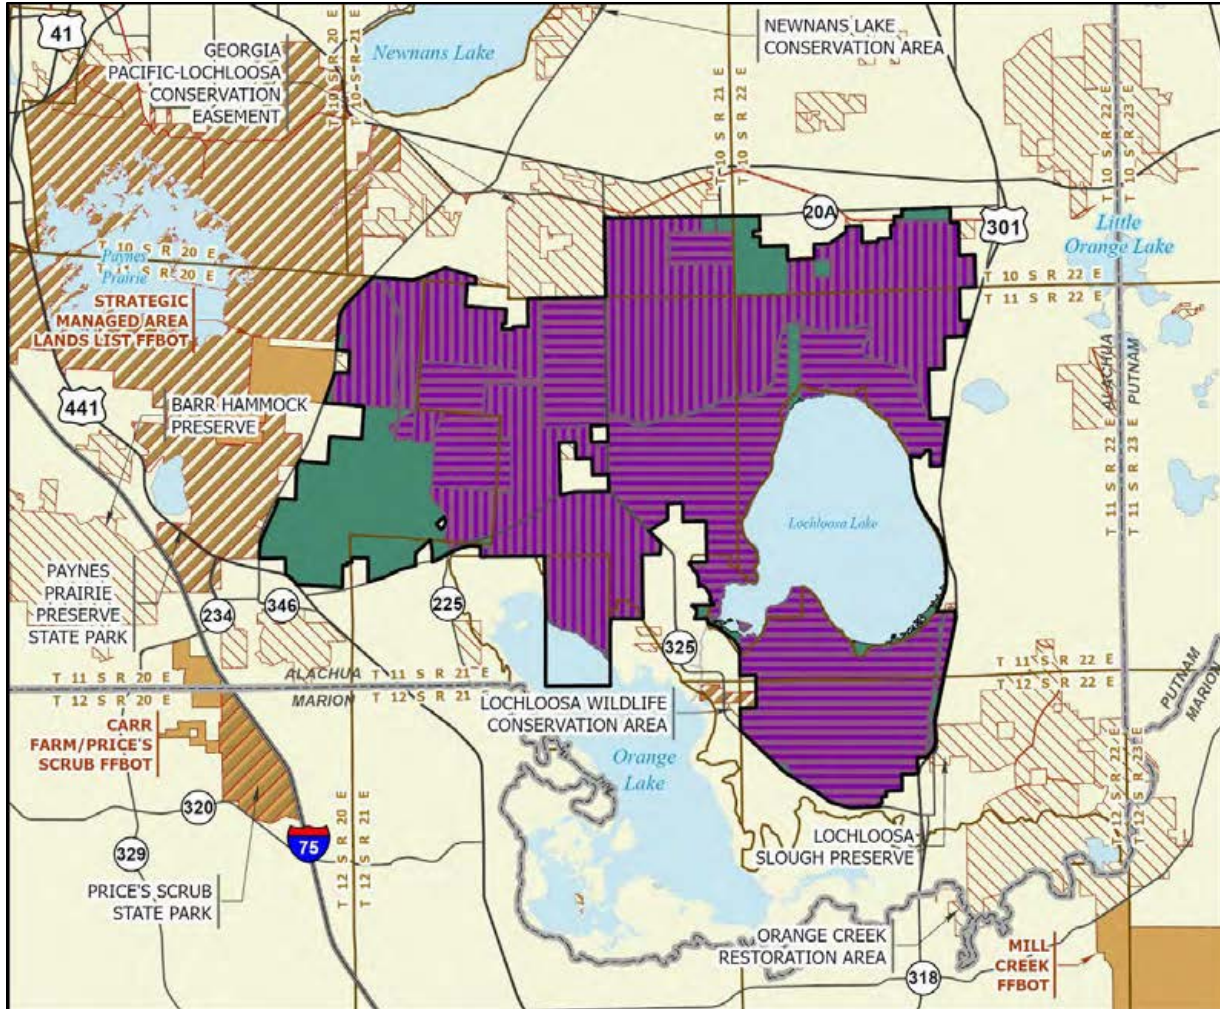 41
GEORGIA
PACIFIC-LOCHLOOSA
CONSERVATION
EASEMENT
T 10 S R 20 E
T 10 S R 21 E
Newnans Lake
NEWNANS LAKE
CONSERVATION AREA
T 10 S R 21 E
T 10 S R 22 E
T 10 S R 22 E
T 10 S R 23 E
20A
301
Little
Orange Lake
T 10 S R 20 E
T 11 S R 20 E
Paynes
Prairie
T 10 S R 22 E
T 11 S R 22 E
STRATEGIC
MANAGED AREA
LANDS LIST FFBOT
ALACHUA
PUTNAM
441
BARR HAMMOCK
PRESERVE
T 11 S R 22 E
T 11 S R 23 E
Lochloosa Lake
PAYNES
PRAIRIE
PRESERVE
STATE PARK
234
346
225
325
T 11 S R 20 E
T 12 S R 20 E
ALACHUA
MARION
T 11 S R 21 E
T 12 S R 21 E
T 11 S R 22 E
T 12 S R 22 E
PUTNAM
MARION
LOCHLOOSA WILDLIFE
CONSERVATION AREA
CARR
FARM/PRICE'S
SCRUB FFBOT
Orange
Lake
T 12 S R 22 E
T 12 S R 23 E
320
329
75
T 12 S R 20 E
T 12 S R 21 E
LOCHLOOSA
SLOUGH PRESERVE
PRICE'S SCRUB
STATE PARK
ORANGE CREEK
RESTORATION AREA
MILL
CREEK
FFBOT
318